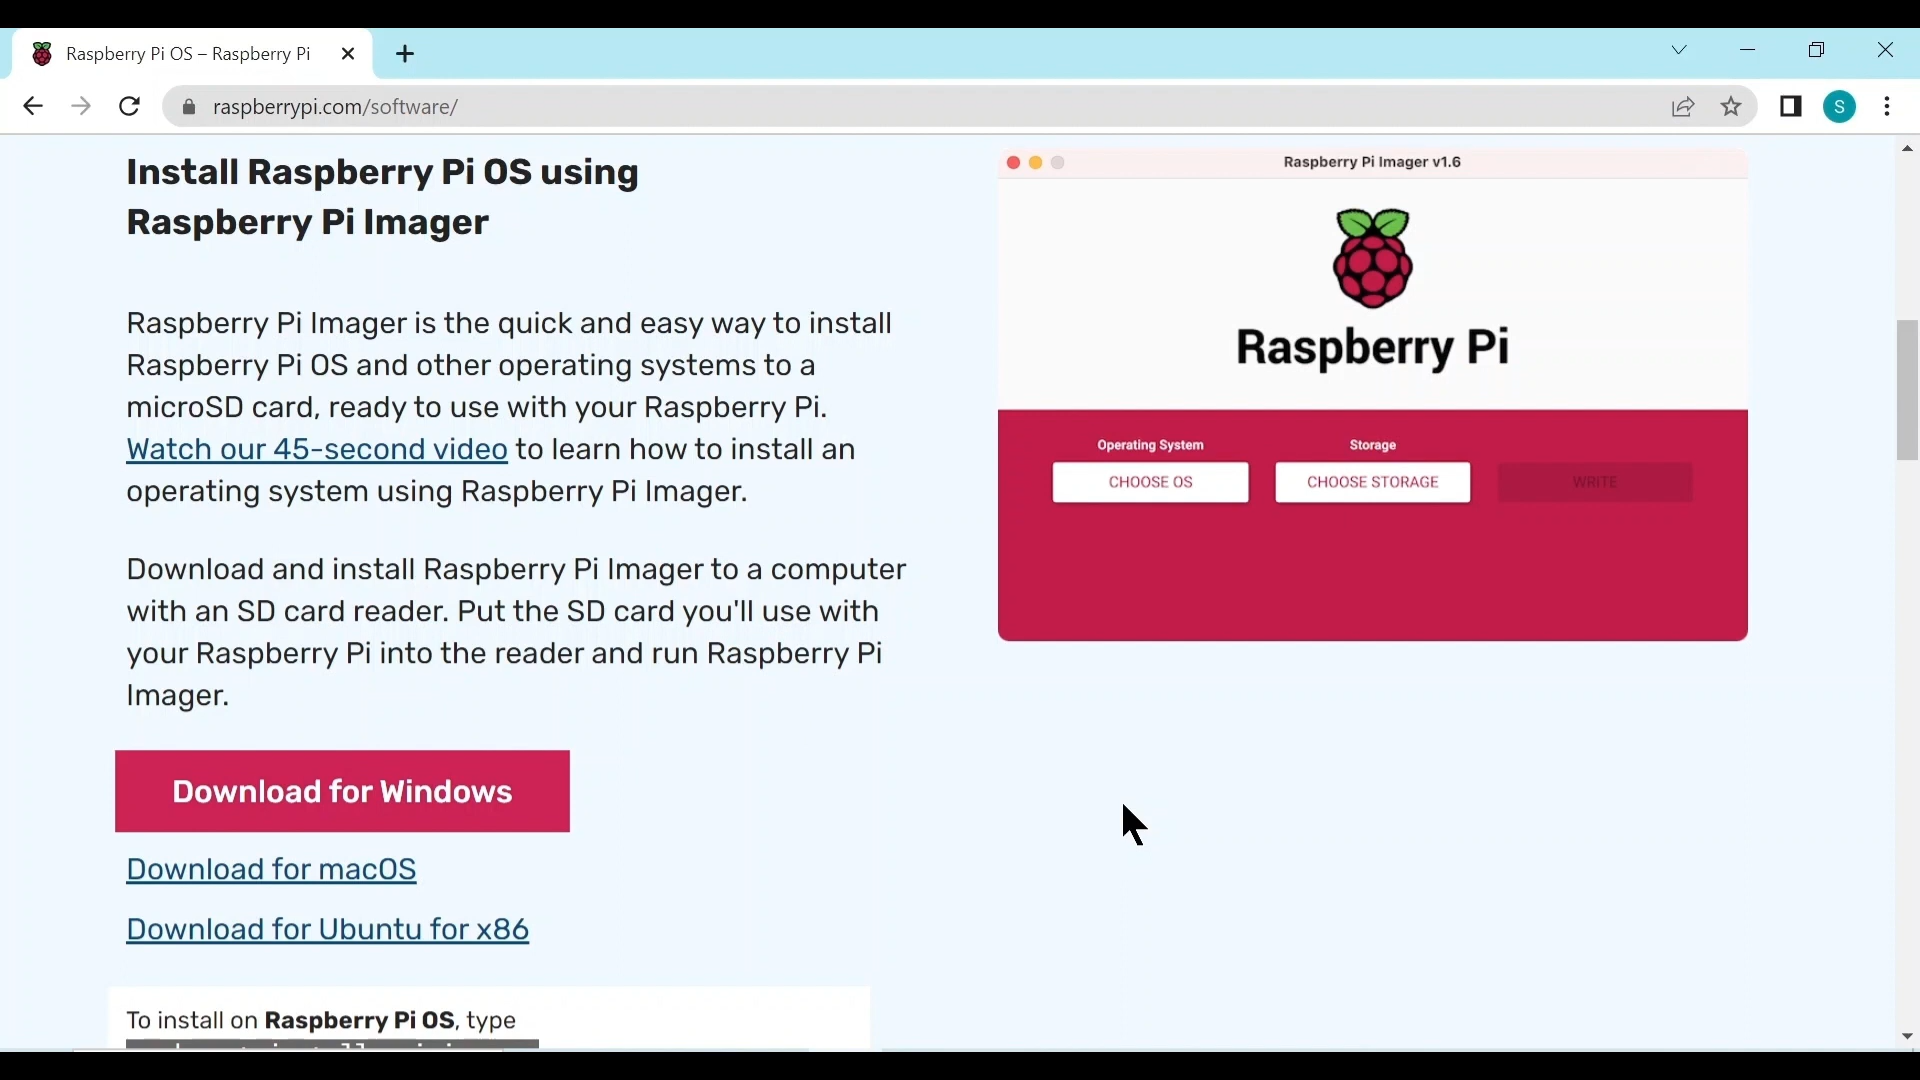 Raspberry Pi OS – Raspberry Pi
raspberrypi.com/software/
S
Install Raspberry Pi OS using
Raspberry Pi Imager
Raspberry Pi Imager is the quick and easy way to install
Raspberry Pi OS and other operating systems to a
microSD card, ready to use with your Raspberry Pi.
Watch our 45-second video to learn how to install an
operating system using Raspberry Pi Imager.
Download and install Raspberry Pi Imager to a computer
with an SD card reader. Put the SD card you'll use with
your Raspberry Pi into the reader and run Raspberry Pi
Imager.
Download for Windows
Download for macOS
Download for Ubuntu for x86
To install on Raspberry Pi OS, type
Raspberry Pi Imager v1.6
Raspberry Pi
Operating System
Storage
CHOOSE OS
CHOOSE STORAGE
WRITE